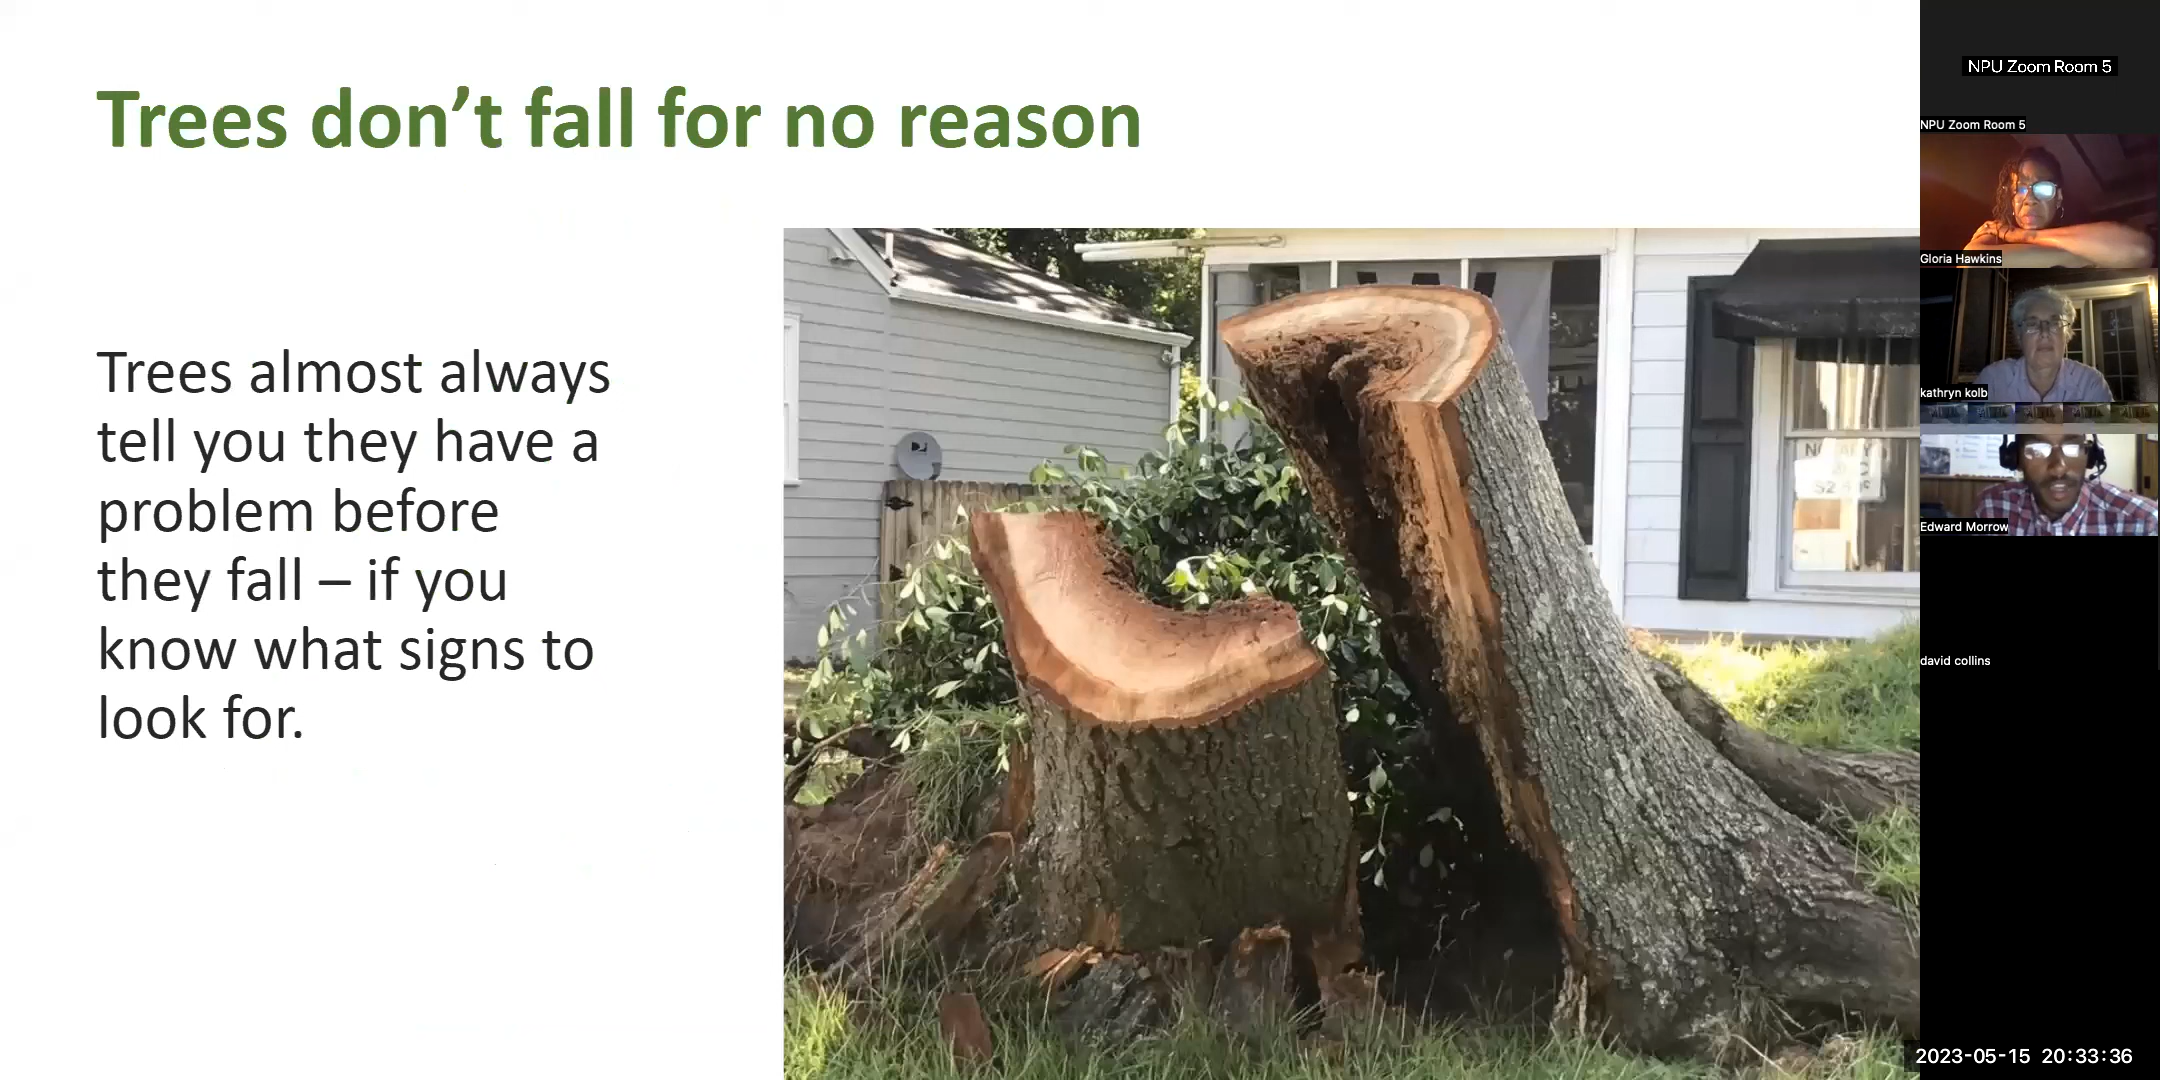 Trees don’t fall for no reason
Trees almost always
tell you they have a
problem before
they fall – if you
know what signs to
look for.
NPU Zoom Room 5
NPU Zoom Room 5
Gloria Hawkins
kathryn kolb
Edward Morrow
david collins
2023-05-15 20:33:36